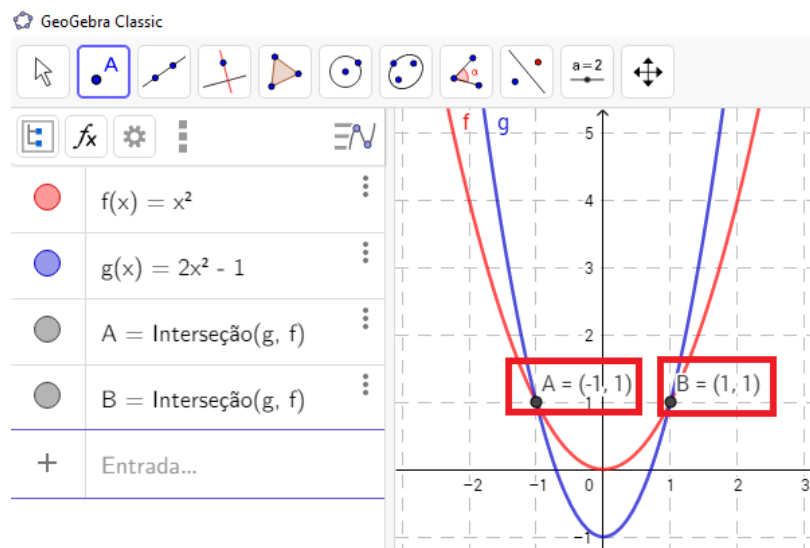 GeoGebra Classic
A
α
a=2
fx
f(x) = x²
g(x) = 2x² - 1
A = Interseção(g, f)
B = Interseção(g, f)
+ Entrada...
f g
5
4
3
2
A = (-1, 1) B = (1, 1)
1
-2 -1 0 1 2 3
-1